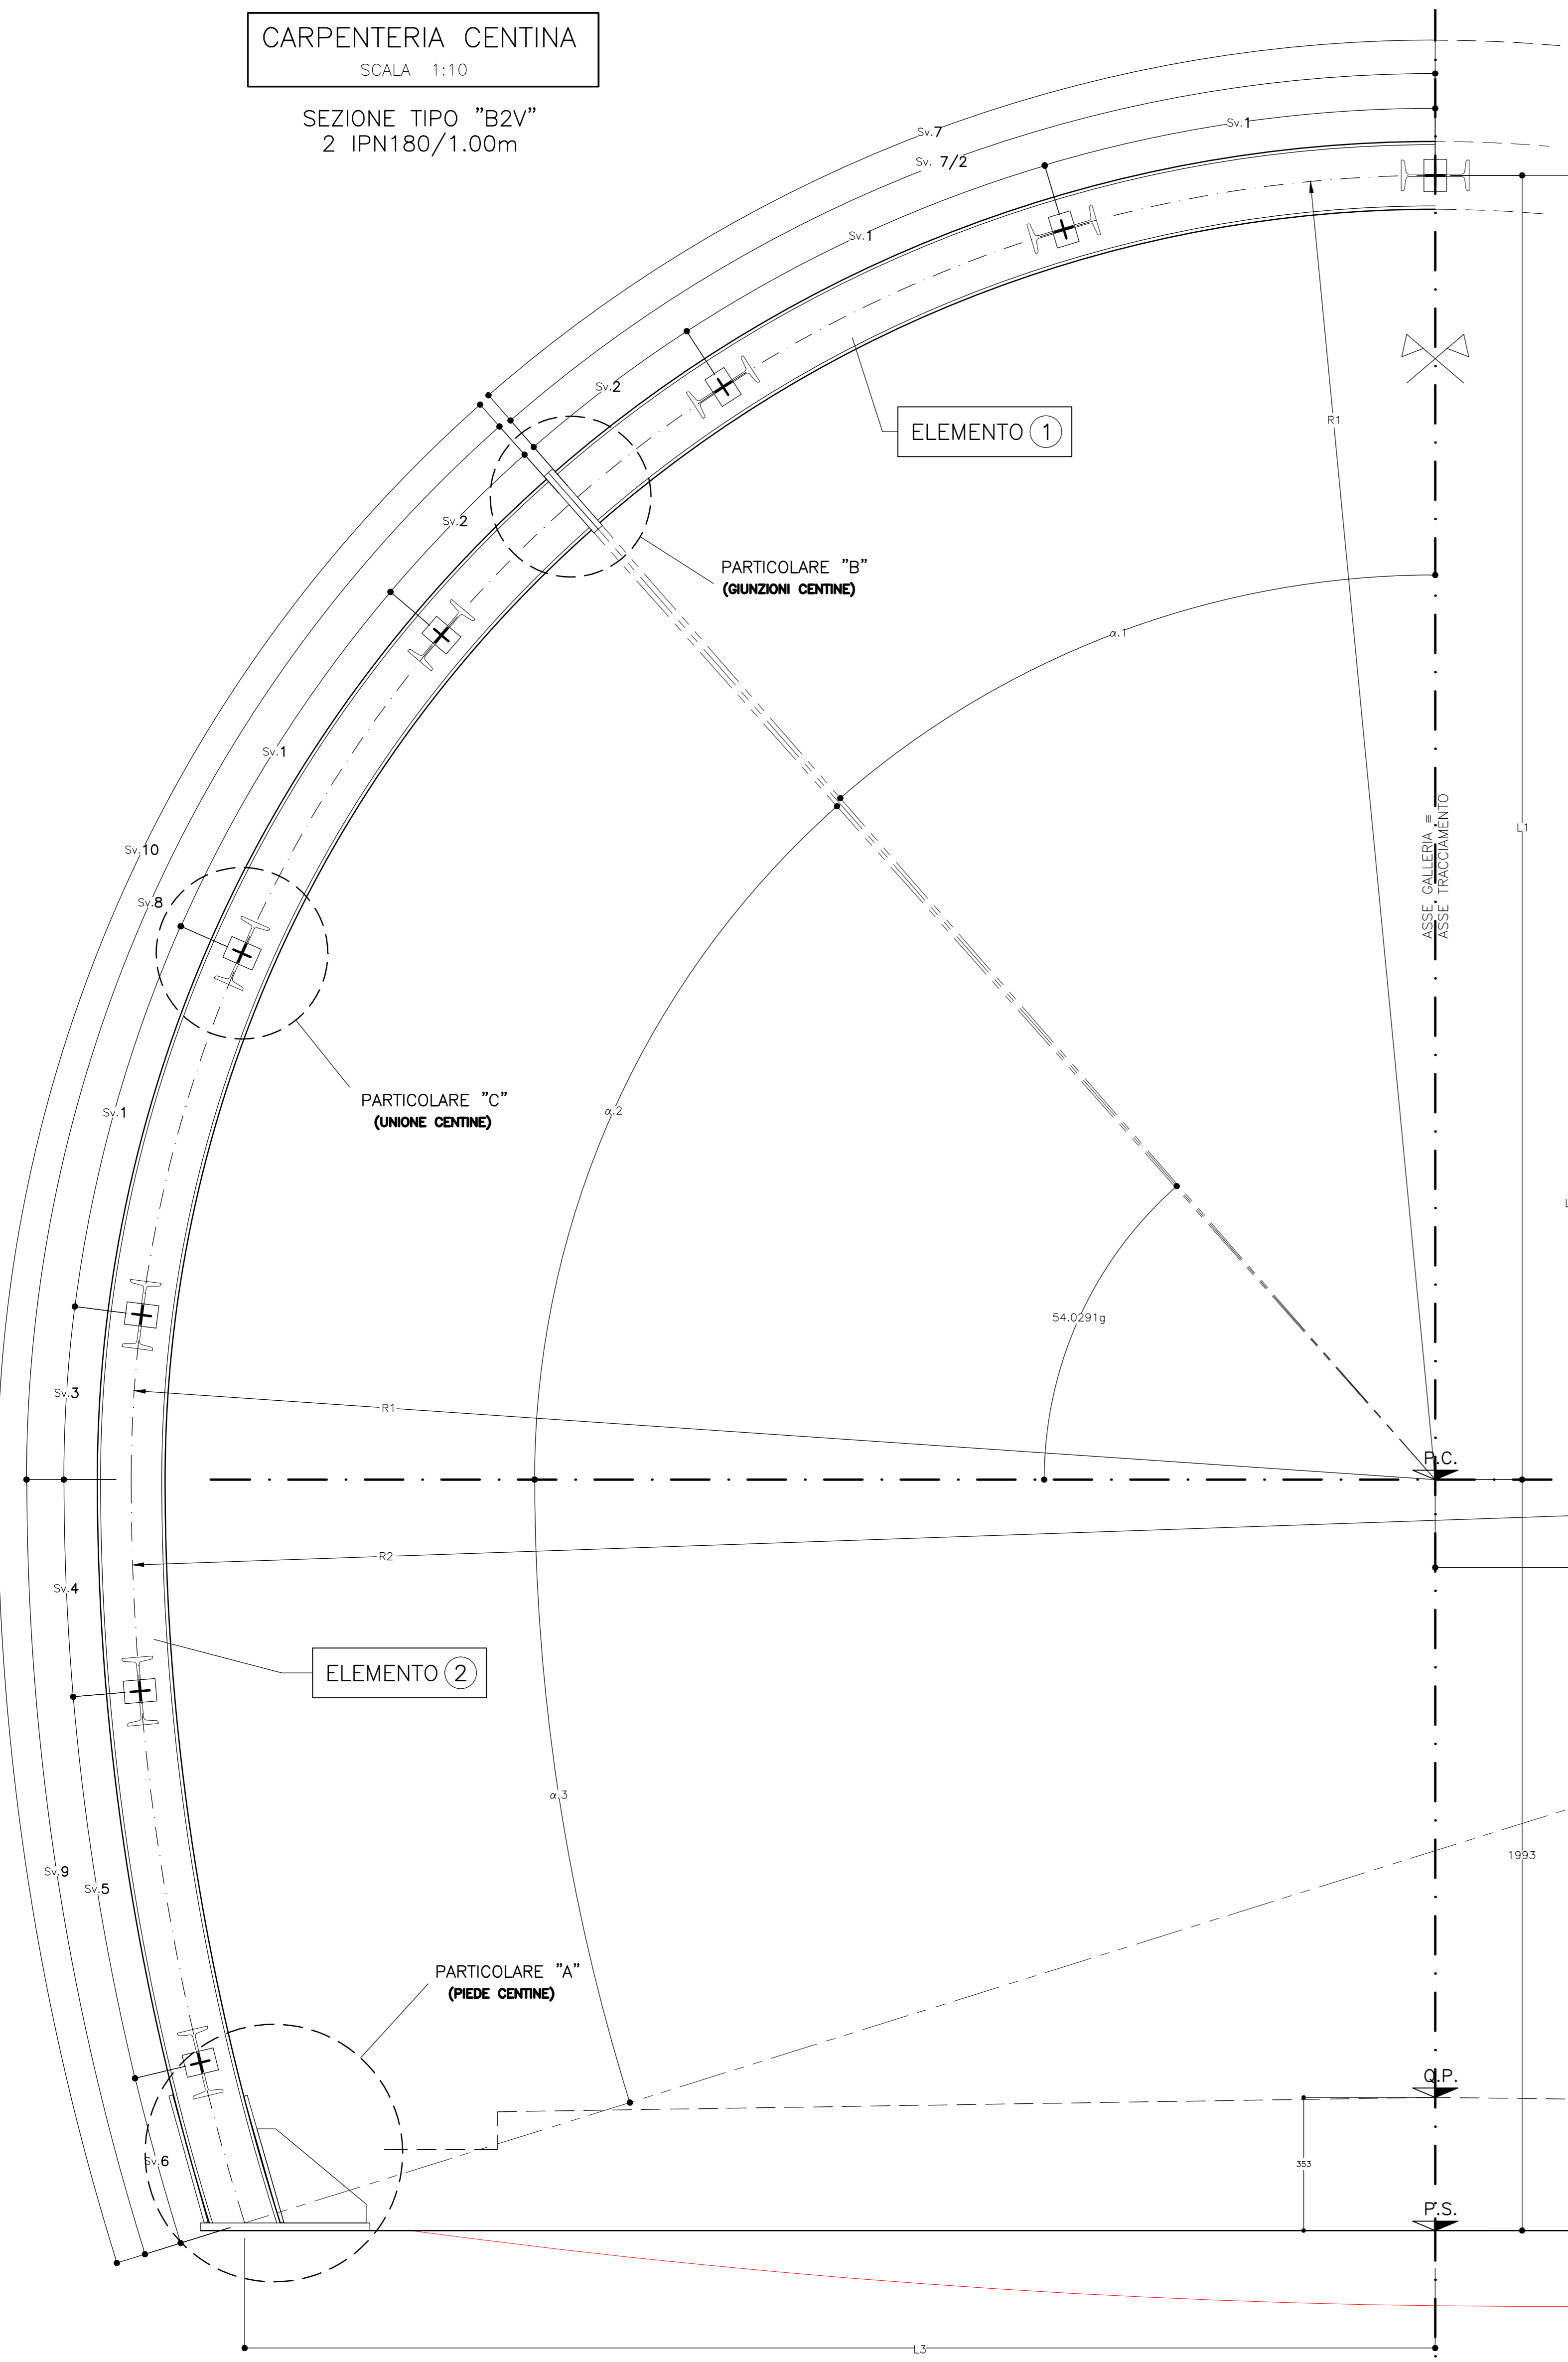 CARPENTERIA CENTINA
SCALA 1:10
SEZIONE TIPO "B2V"
2 IPN180/1.00m
Sv.7
Sv.1
Sv. 7/2
Sv.1
Sv.2
R1
ELEMENTO 1
Sv.2
PARTICOLARE "B"
(GIUNZIONI CENTINE)
α.1
Sv.1
L1
ASSE GALLERIA ≡
ASSE TRACCIAMENTO
Sv.10
Sv.8
PARTICOLARE "C"
(UNIONE CENTINE)
Sv.1
α.2
54.0291g
Sv.3
R1
P.C.
R2
Sv.4
ELEMENTO 2
α.3
1993
Sv.9
Sv.5
PARTICOLARE "A"
(PIEDE CENTINE)
Q.P.
Sv.6
353
P.S.
L3